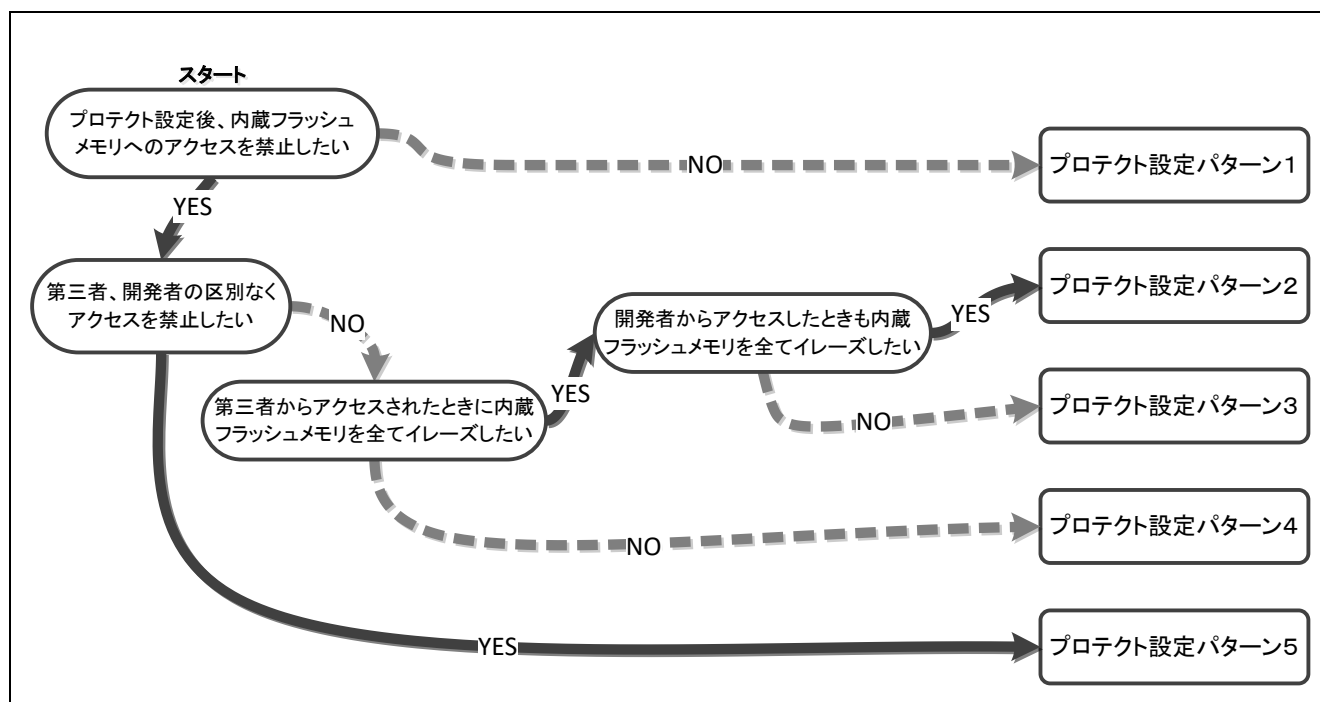 スタート
プロテクト設定後、内蔵フラッシュ
メモリへのアクセスを禁止したい
NO
プロテクト設定パターン1
YES
第三者、開発者の区別なく
アクセスを禁止したい
NO
開発者からアクセスしたときも内蔵
フラッシュメモリを全てイレーズしたい
YES
プロテクト設定パターン2
第三者からアクセスされたときに内蔵
フラッシュメモリを全てイレーズしたい
YES
NO
プロテクト設定パターン3
NO
プロテクト設定パターン4
YES
プロテクト設定パターン5